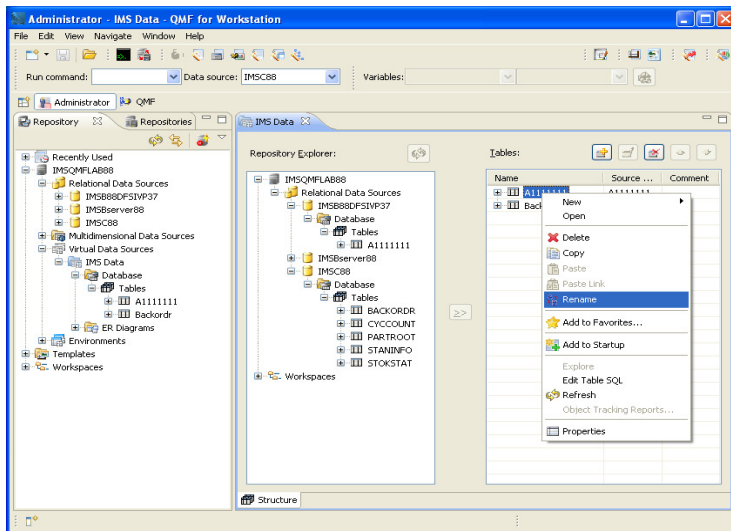 Administrator - IMS Data - QMF for Workstation
File Edit View Navigate Window Help
Run command: Data source: IMSC88 Variables:
Administrator QMF
Repository Repositories
Recently Used
IMSQMFLAB88
Relational Data Sources
IMSB88DFSIVP37
IMSBserver88
IMSC88
Multidimensional Data Sources
Virtual Data Sources
IMS Data
Database
Tables
A1111111
Backordr
ER Diagrams
Environments
Templates
Workspaces
IMS Data
Repository Explorer:
IMSQMFLAB88
Relational Data Sources
IMSB88DFSIVP37
Database
Tables
A1111111
IMSBserver88
IMSC88
Database
Tables
BACKORDR
CYCCOUNT
PARTROOT
STANINFO
STOKSTAT
Workspaces
>>
Tables:
Name Source ... Comment
A1111111 A1111111
Back
New
Open
Delete
Copy
Paste
Paste Link
Rename
Add to Favorites...
Add to Startup
Explore
Edit Table SQL
Refresh
Object Tracking Reports...
Properties
Structure